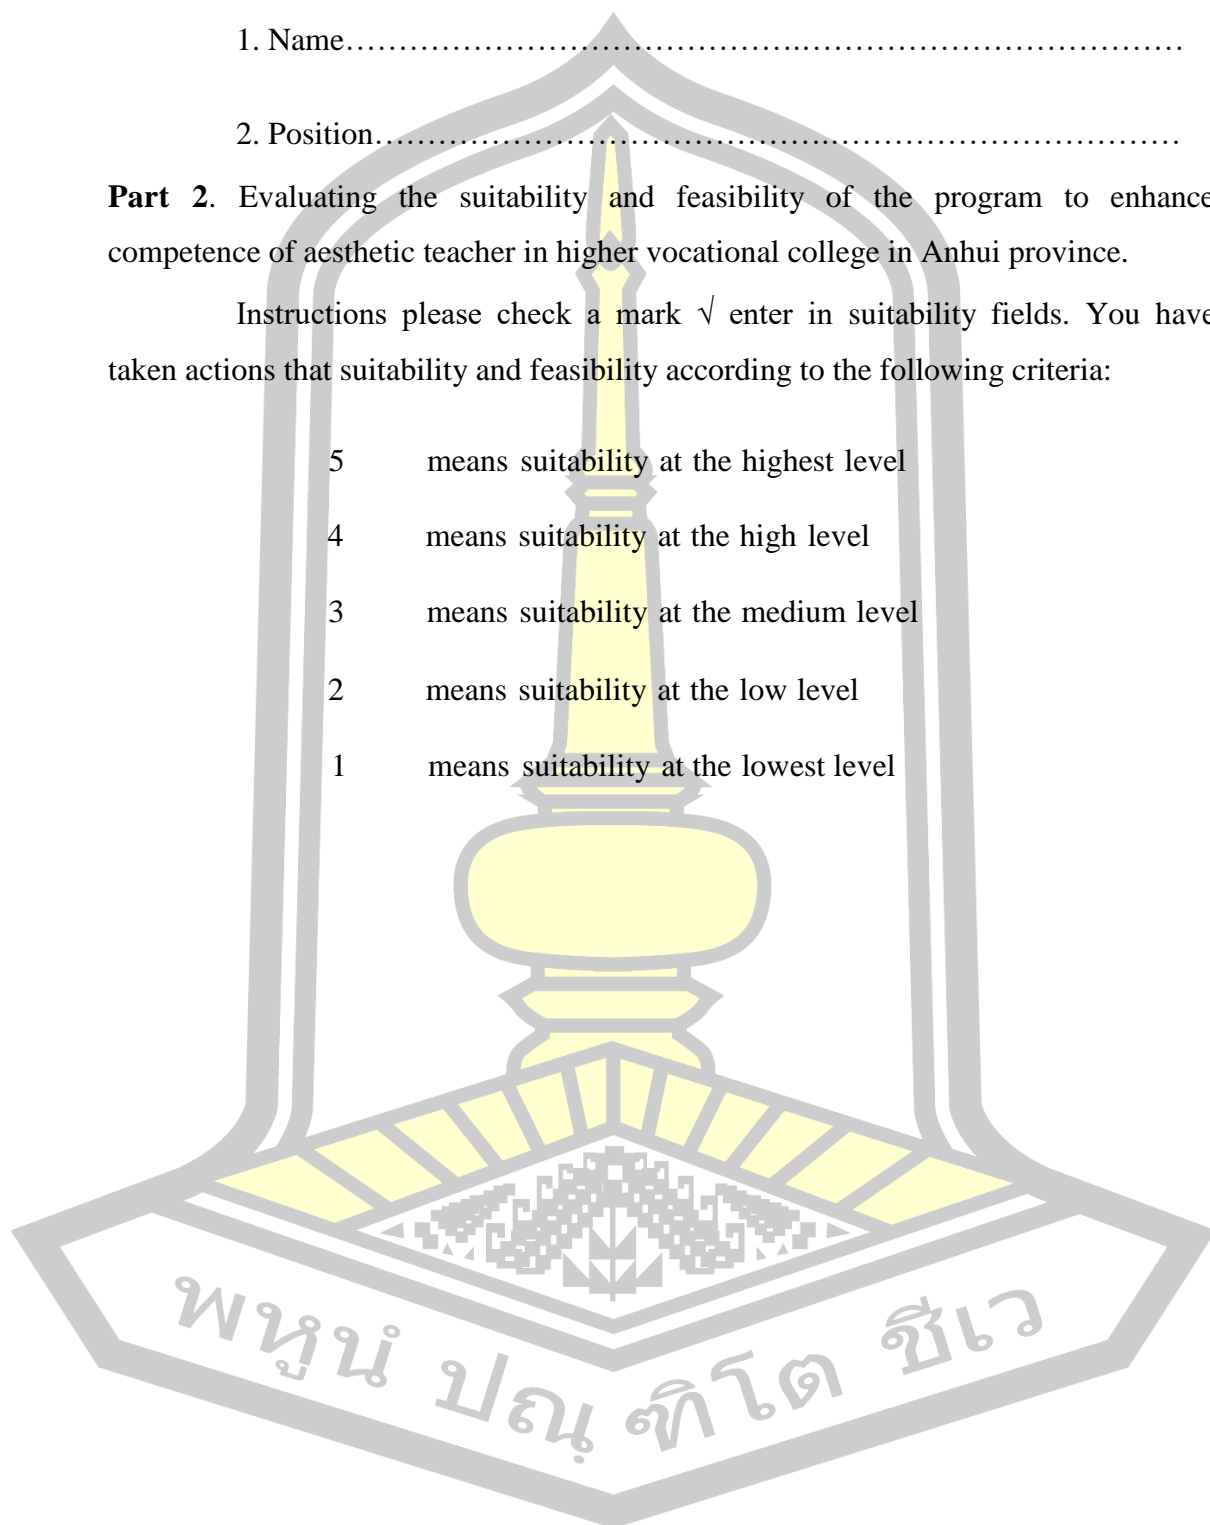 1. Name……………………………………….………………………………
2. Position…………………………………….……………………………
Part 2. Evaluating the suitability and feasibility of the program to enhance
competence of aesthetic teacher in higher vocational college in Anhui province.
Instructions please check a mark √ enter in suitability fields. You have
taken actions that suitability and feasibility according to the following criteria:
5 means suitability at the highest level
4 means suitability at the high level
3 means suitability at the medium level
2 means suitability at the low level
1 means suitability at the lowest level
พหูนํ ปณฺฑิโต ชีเว